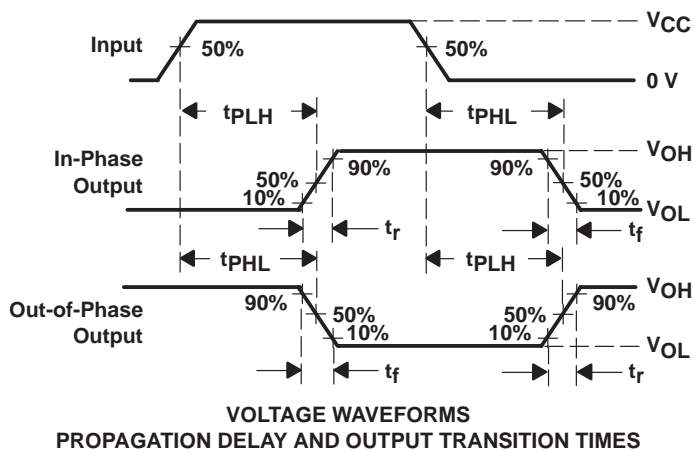 VCC
Input
50%
50%
0 V
tPLH
tPHL
In-Phase
Output
VOH
90%
90%
50%
50%
10%
10%
VOL
tr
tf
tPHL
tPLH
Out-of-Phase
Output
VOH
90%
90%
50%
50%
10%
10%
VOL
tf
tr
VOLTAGE WAVEFORMS
PROPAGATION DELAY AND OUTPUT TRANSITION TIMES